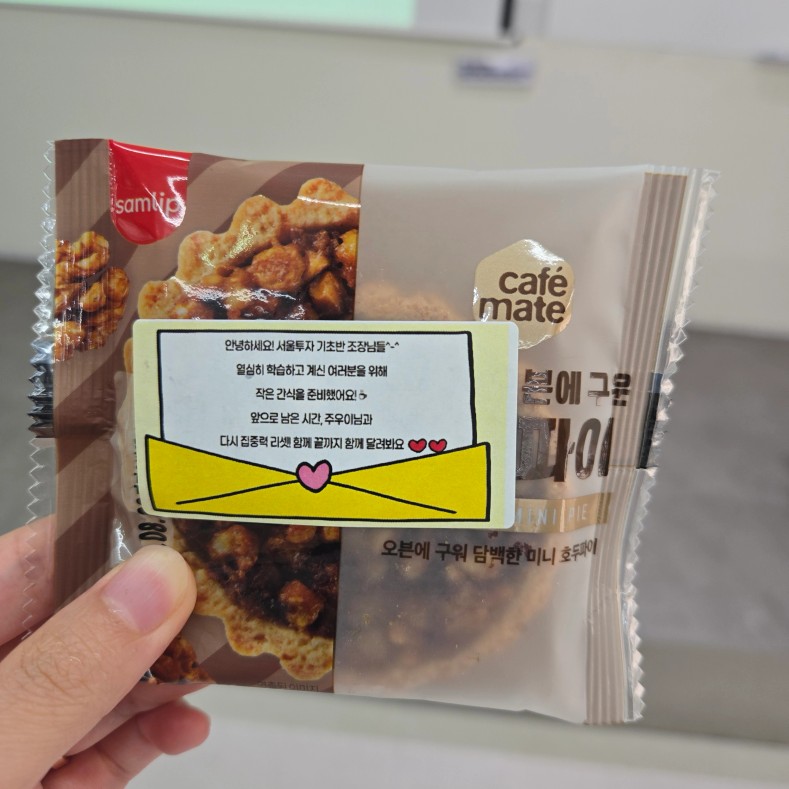 samlip
café
mate
안녕하세요! 서울투자 기초반 조장님들^-^
열심히 학습하고 계신 여러분을 위해
작은 간식을 준비했어요!☕
앞으로 남은 시간, 주우이님과
다시 집중력 리셋! 함께 끝까지 함께 달려봐요 ❤❤
븐에 구운
파이
MINI PIE
오븐에 구워 담백한 미니 호두파이